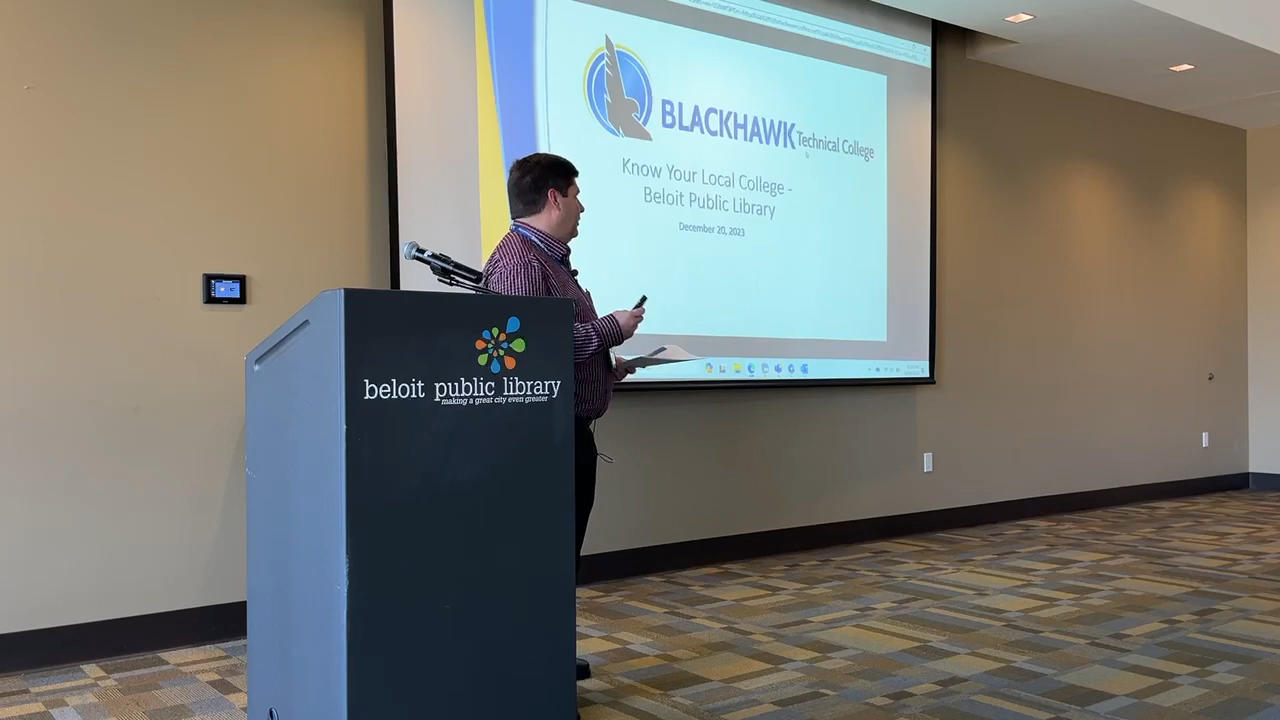 BLACKHAWK Technical College
Know Your Local College -
Beloit Public Library
December 20, 2023
beloit public library
making a great city even greater